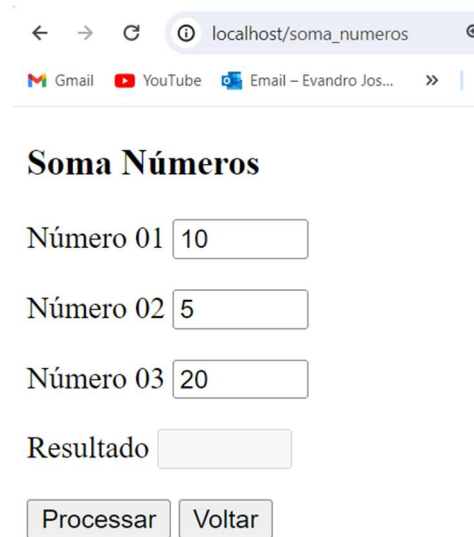 localhost/soma_numeros
Gmail YouTube Email – Evandro Jos... »
Soma Números
Número 01 10
Número 02 5
Número 03 20
Resultado
Processar Voltar